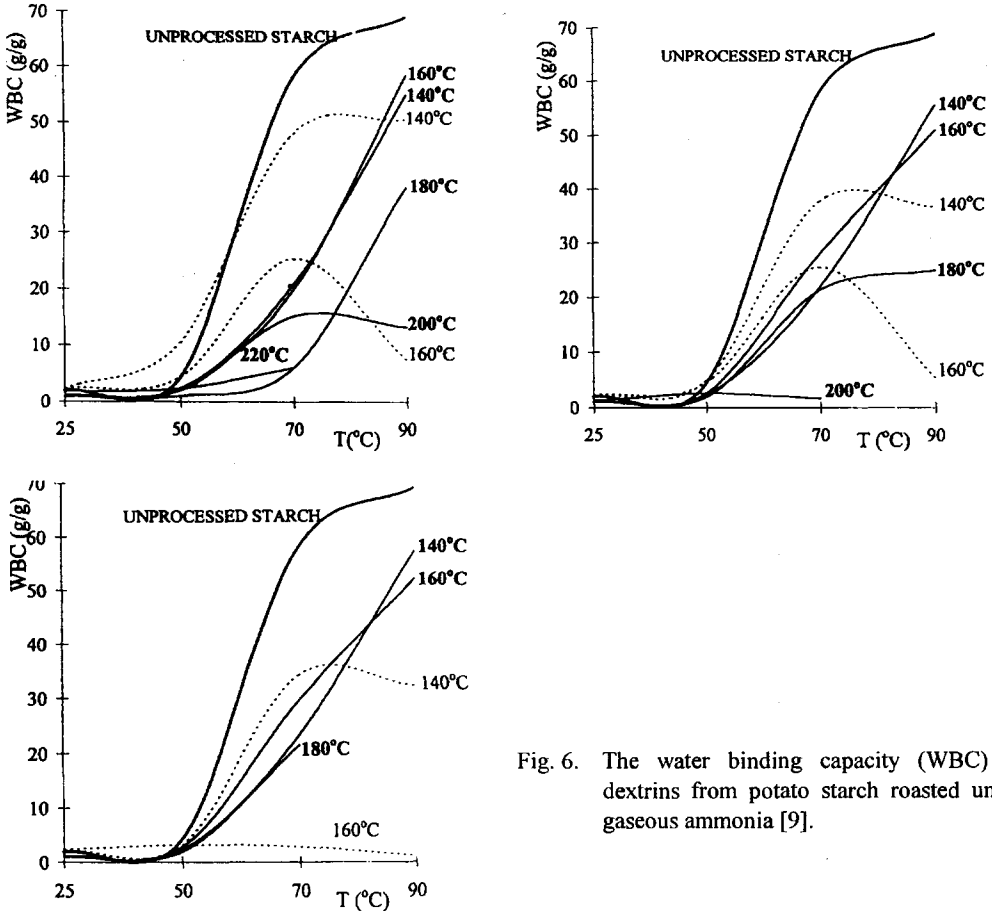 UNPROCESSED STARCH
WBC (g/g)
70
60
50
40
30
20
10
0
160°C
140°C
140°C
180°C
200°C
160°C
220°C
25
50
70
90
T(°C)
UNPROCESSED STARCH
WBC (g/g)
70
60
50
40
30
20
10
0
140°C
160°C
140°C
180°C
160°C
200°C
25
50
70
90
T (°C)
UNPROCESSED STARCH
WBC (g/g)
70
60
50
40
30
20
10
0
140°C
160°C
140°C
180°C
160°C
25
50
70
90
T (°C)
Fig. 6. The water binding capacity (WBC)
dextrins from potato starch roasted un
gaseous ammonia [9].